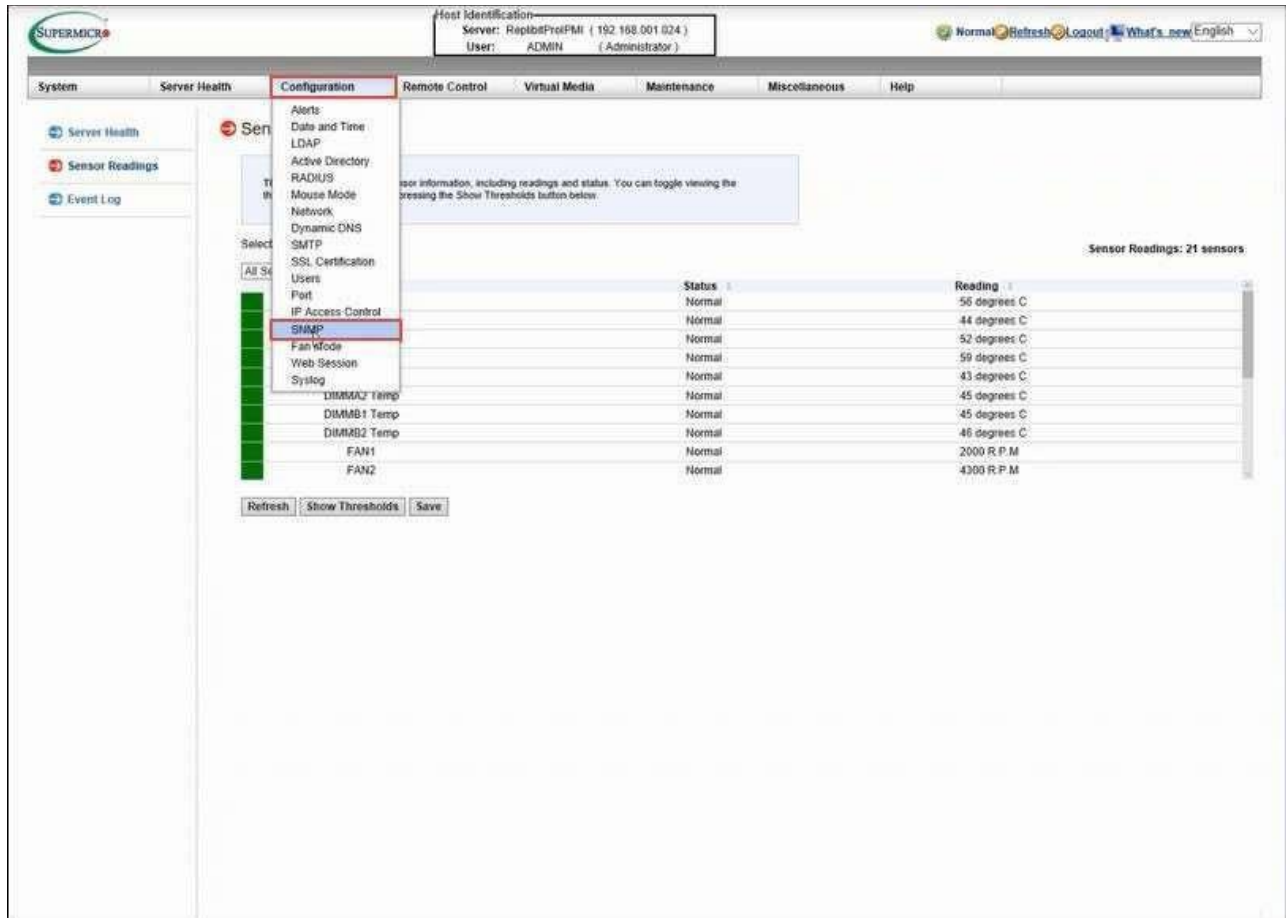 SUPERMICR
Host Identification
Server: ReplibitProIPMI ( 192.168.001.024 )
User: ADMIN ( Administrator )
Normal Refresh Logout What's new English
System Server Health Configuration Remote Control Virtual Media Maintenance Miscellaneous Help
Server Health
Sensor Readings
Event Log
Alerts
Date and Time
LDAP
Active Directory
RADIUS
Mouse Mode
Network
Dynamic DNS
SMTP
SSL Certification
Users
Port
IP Access Control
SNMP
Fan Mode
Web Session
Syslog
Sen
sor information, including readings and status. You can toggle viewing the
pressing the Show Thresholds button below.
Select
Sensor Readings: 21 sensors
All Se
Status Reading
Normal 56 degrees C
Normal 44 degrees C
Normal 52 degrees C
Normal 59 degrees C
Normal 43 degrees C
DIMMA2 Temp Normal 45 degrees C
DIMMB1 Temp Normal 45 degrees C
DIMMB2 Temp Normal 46 degrees C
FAN1 Normal 2000 R.P.M
FAN2 Normal 4300 R.P.M
Refresh Show Thresholds Save